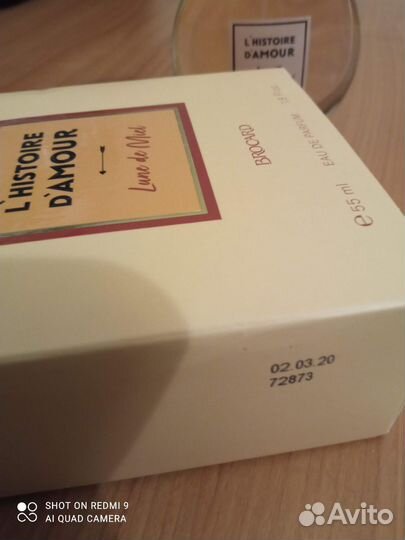 L'HISTOIRE
D'AMOUR
L'HISTOIRE
D'AMOUR
Lune de Miel
BROCARD
℮ 55 ml EAU DE PARFUM
02.03.20
72873
SHOT ON REDMI 9
AI QUAD CAMERA
Avito